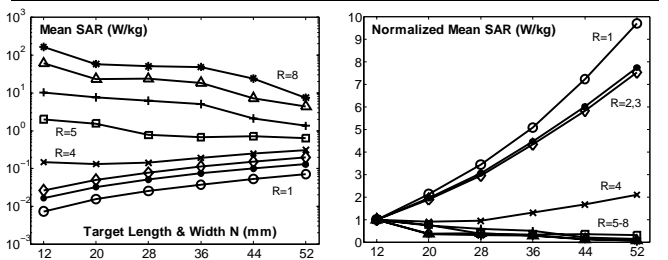 Mean SAR (W/kg)
10^3
10^2
10^1
10^0
10^-1
10^-2
10^-3
R=8
R=5
R=4
R=1
Target Length & Width N (mm)
12 20 28 36 44 52
Normalized Mean SAR (W/kg)
10
9
8
7
6
5
4
3
2
1
0
R=1
R=2,3
R=4
R=5-8
12 20 28 36 44 52